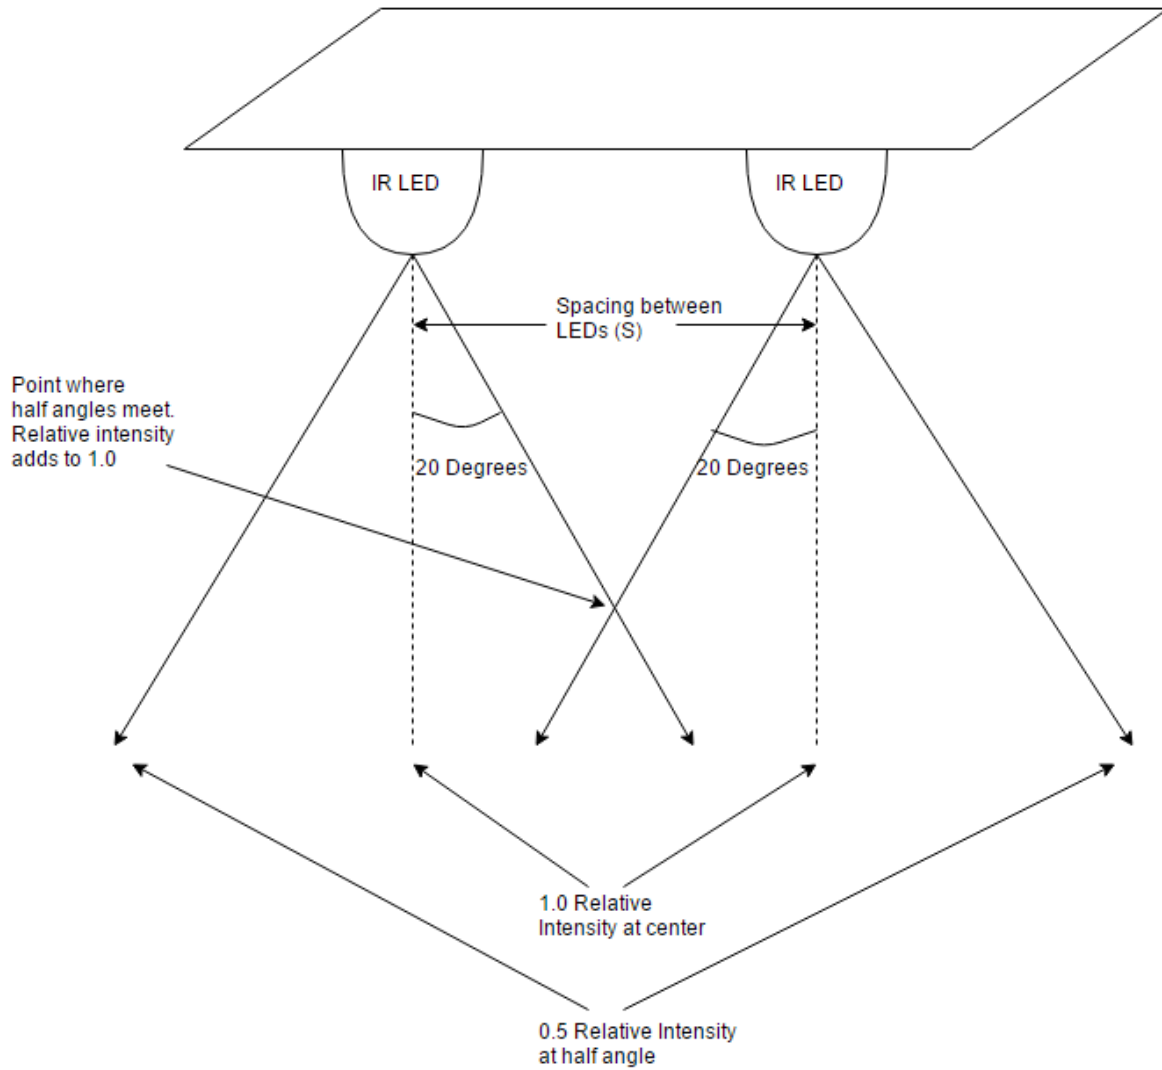 IR LED
IR LED
Spacing between
LEDs (S)
Point where
half angles meet.
Relative intensity
adds to 1.0
20 Degrees
20 Degrees
1.0 Relative
Intensity at center
0.5 Relative Intensity
at half angle